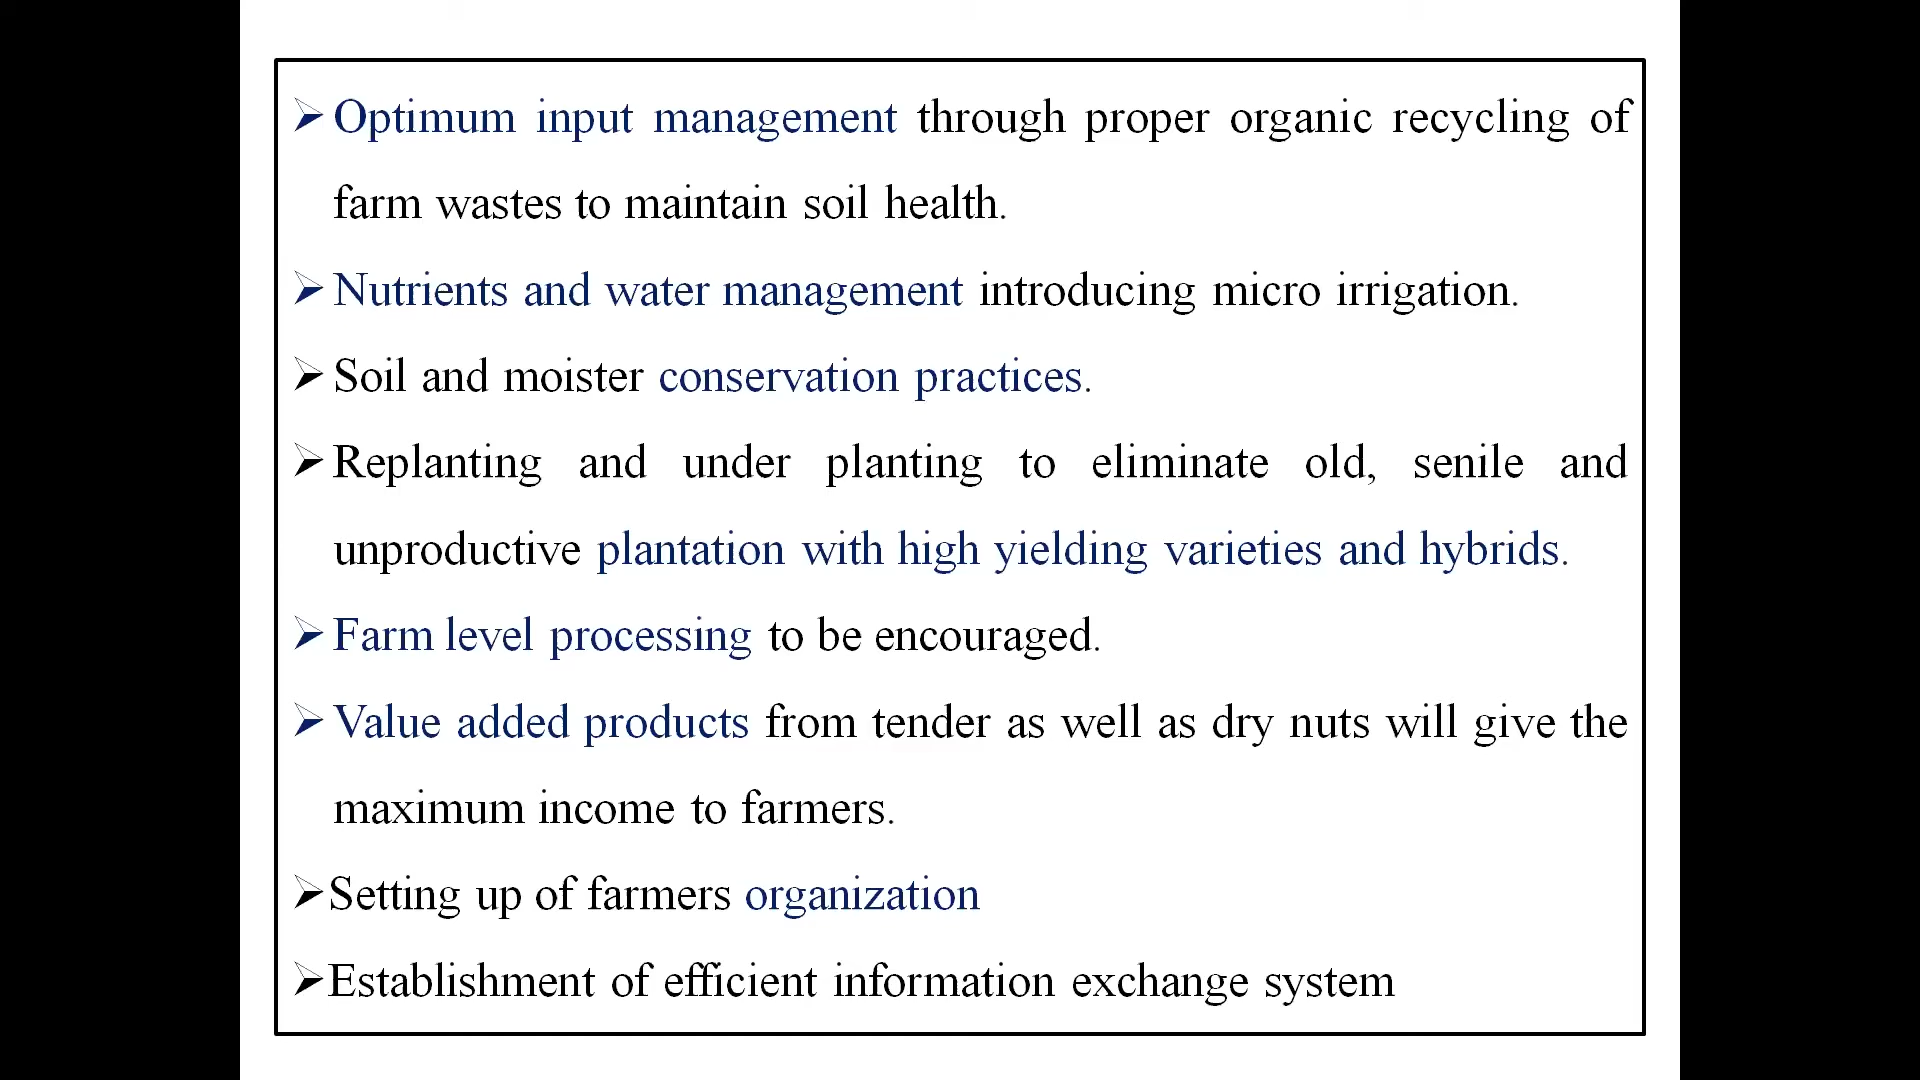 ➢Optimum input management through proper organic recycling of
farm wastes to maintain soil health.
➢Nutrients and water management introducing micro irrigation.
➢Soil and moister conservation practices.
➢Replanting and under planting to eliminate old, senile and
unproductive plantation with high yielding varieties and hybrids.
➢Farm level processing to be encouraged.
➢Value added products from tender as well as dry nuts will give the
maximum income to farmers.
➢Setting up of farmers organization
➢Establishment of efficient information exchange system